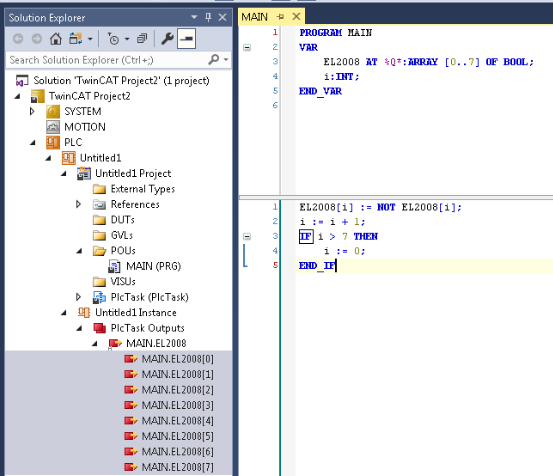 Solution Explorer
Search Solution Explorer (Ctrl+;)
Solution 'TwinCAT Project2' (1 project)
TwinCAT Project2
SYSTEM
MOTION
PLC
Untitled1
Untitled1 Project
External Types
References
DUTs
GVLs
POUs
MAIN (PRG)
VISUs
PlcTask (PlcTask)
Untitled1 Instance
PlcTask Outputs
MAIN.EL2008
MAIN.EL2008[0]
MAIN.EL2008[1]
MAIN.EL2008[2]
MAIN.EL2008[3]
MAIN.EL2008[4]
MAIN.EL2008[5]
MAIN.EL2008[6]
MAIN.EL2008[7]
MAIN
1 PROGRAM MAIN
2 VAR
3 EL2008 AT %Q*:ARRAY [0..7] OF BOOL;
4 i:INT;
5 END_VAR
6
1 EL2008[i] := NOT EL2008[i];
2 i := i + 1;
3 IF i > 7 THEN
4 i := 0;
5 END_IF